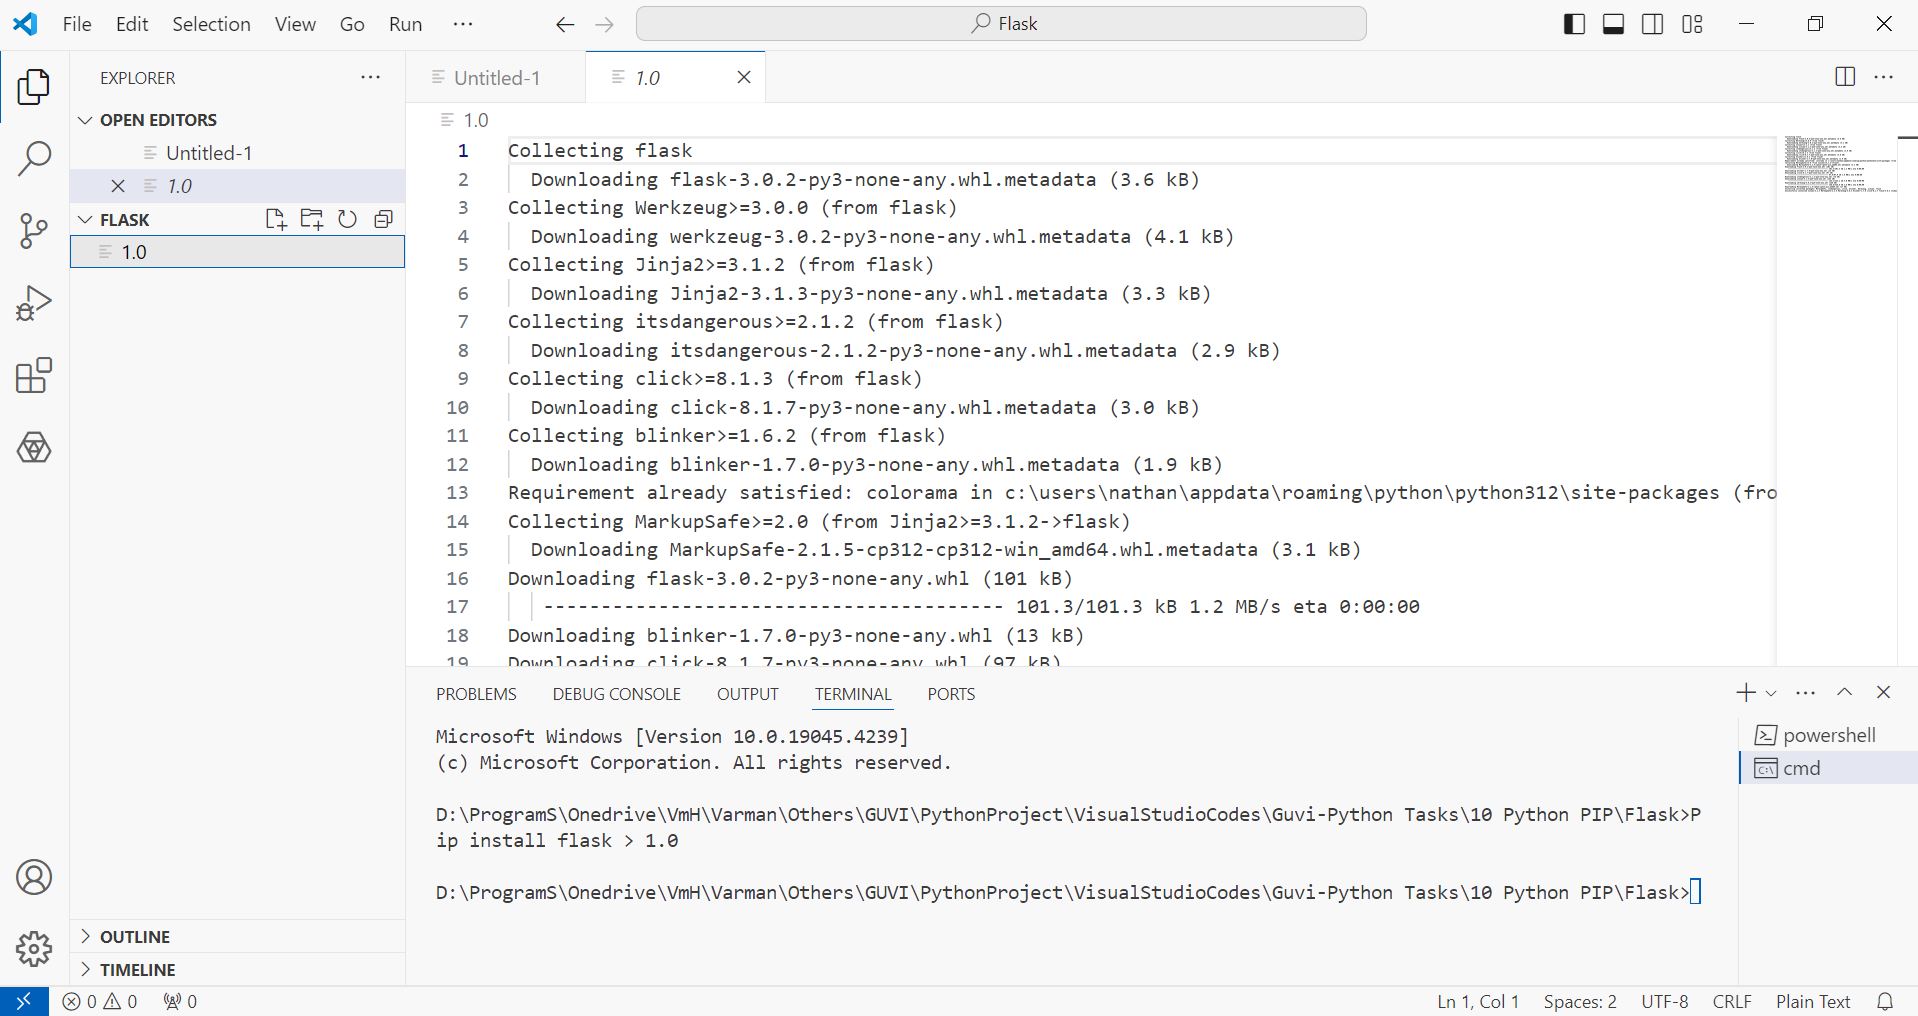 File Edit Selection View Go Run ··· Flask
EXPLORER ···
OPEN EDITORS
Untitled-1
1.0
FLASK
1.0
OUTLINE
TIMELINE
Untitled-1 1.0
1.0
1 Collecting flask
2 Downloading flask-3.0.2-py3-none-any.whl.metadata (3.6 kB)
3 Collecting Werkzeug>=3.0.0 (from flask)
4 Downloading werkzeug-3.0.2-py3-none-any.whl.metadata (4.1 kB)
5 Collecting Jinja2>=3.1.2 (from flask)
6 Downloading Jinja2-3.1.3-py3-none-any.whl.metadata (3.3 kB)
7 Collecting itsdangerous>=2.1.2 (from flask)
8 Downloading itsdangerous-2.1.2-py3-none-any.whl.metadata (2.9 kB)
9 Collecting click>=8.1.3 (from flask)
10 Downloading click-8.1.7-py3-none-any.whl.metadata (3.0 kB)
11 Collecting blinker>=1.6.2 (from flask)
12 Downloading blinker-1.7.0-py3-none-any.whl.metadata (1.9 kB)
13 Requirement already satisfied: colorama in c:\users\nathan\appdata\roaming\python\python312\site-packages (fro
14 Collecting MarkupSafe>=2.0 (from Jinja2>=3.1.2->flask)
15 Downloading MarkupSafe-2.1.5-cp312-cp312-win_amd64.whl.metadata (3.1 kB)
16 Downloading flask-3.0.2-py3-none-any.whl (101 kB)
17 ---------------------------------------- 101.3/101.3 kB 1.2 MB/s eta 0:00:00
18 Downloading blinker-1.7.0-py3-none-any.whl (13 kB)
19 Downloading click-8.1.7-py3-none-any.whl (97 kB)
PROBLEMS DEBUG CONSOLE OUTPUT TERMINAL PORTS
Microsoft Windows [Version 10.0.19045.4239]
(c) Microsoft Corporation. All rights reserved.
D:\ProgramS\Onedrive\VmH\Varman\Others\GUVI\PythonProject\VisualStudioCodes\Guvi-Python Tasks\10 Python PIP\Flask>P
ip install flask > 1.0
D:\ProgramS\Onedrive\VmH\Varman\Others\GUVI\PythonProject\VisualStudioCodes\Guvi-Python Tasks\10 Python PIP\Flask>
powershell
cmd
0 0 0 Ln 1, Col 1 Spaces: 2 UTF-8 CRLF Plain Text